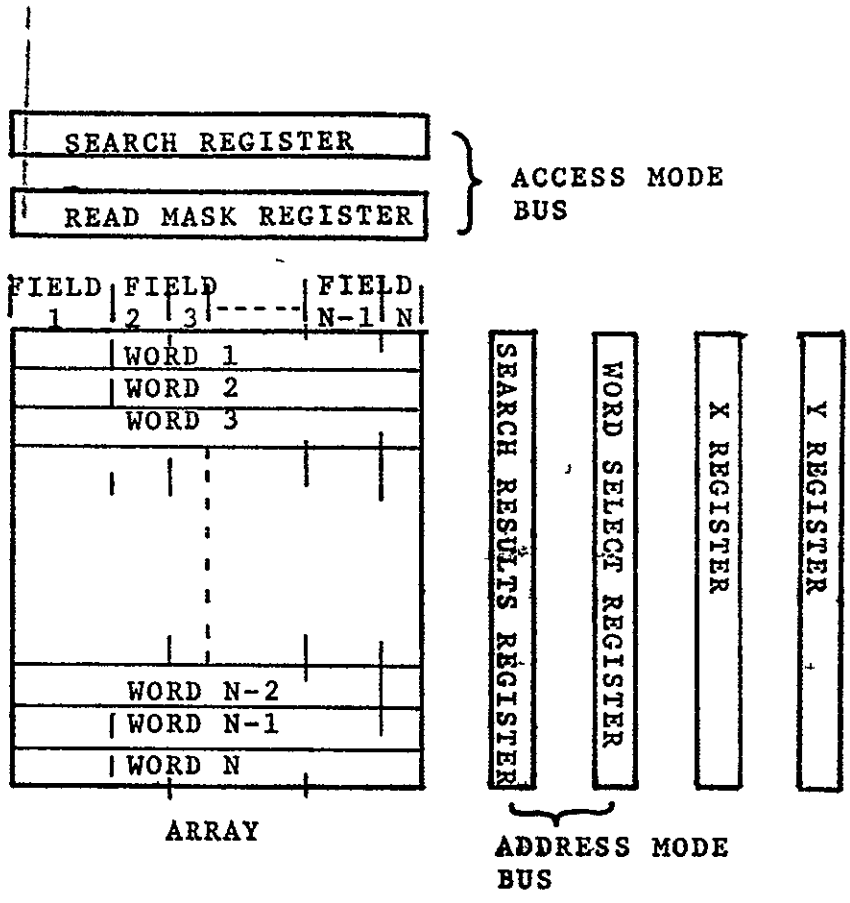 SEARCH REGISTER
READ MASK REGISTER
ACCESS MODE
BUS
FIELD FIELD FIELD
1 2 3 N-1 N
WORD 1
WORD 2
WORD 3
WORD N-2
WORD N-1
WORD N
ARRAY
SEARCH RESULTS REGISTER
WORD SELECT REGISTER
X REGISTER
Y REGISTER
ADDRESS MODE
BUS